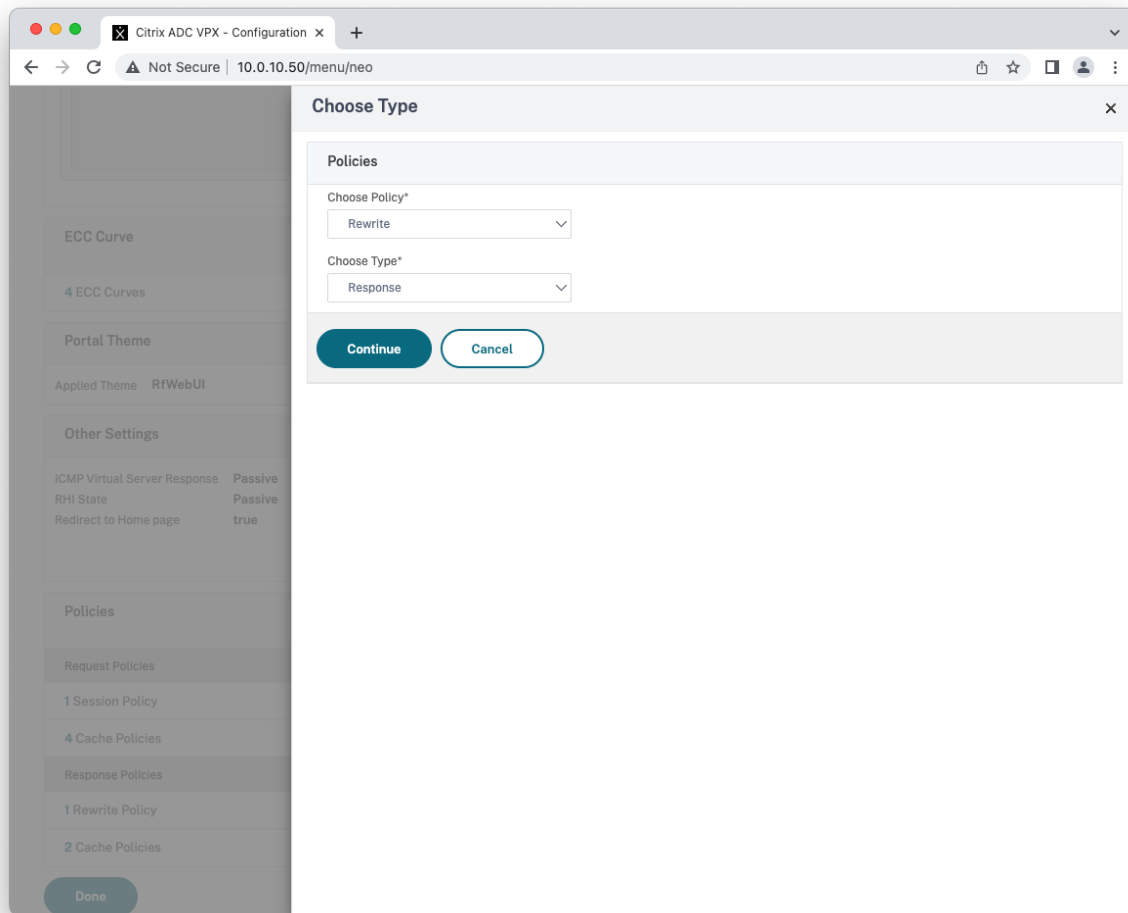 Citrix ADC VPX - Configuration
Not Secure | 10.0.10.50/menu/neo
Choose Type
Policies
Choose Policy*
Rewrite
Choose Type*
Response
Continue
Cancel
ECC Curve
4 ECC Curves
Portal Theme
Applied Theme RfWebUI
Other Settings
ICMP Virtual Server Response Passive
RHI State Passive
Redirect to Home page true
Policies
Request Policies
1 Session Policy
4 Cache Policies
Response Policies
1 Rewrite Policy
2 Cache Policies
Done